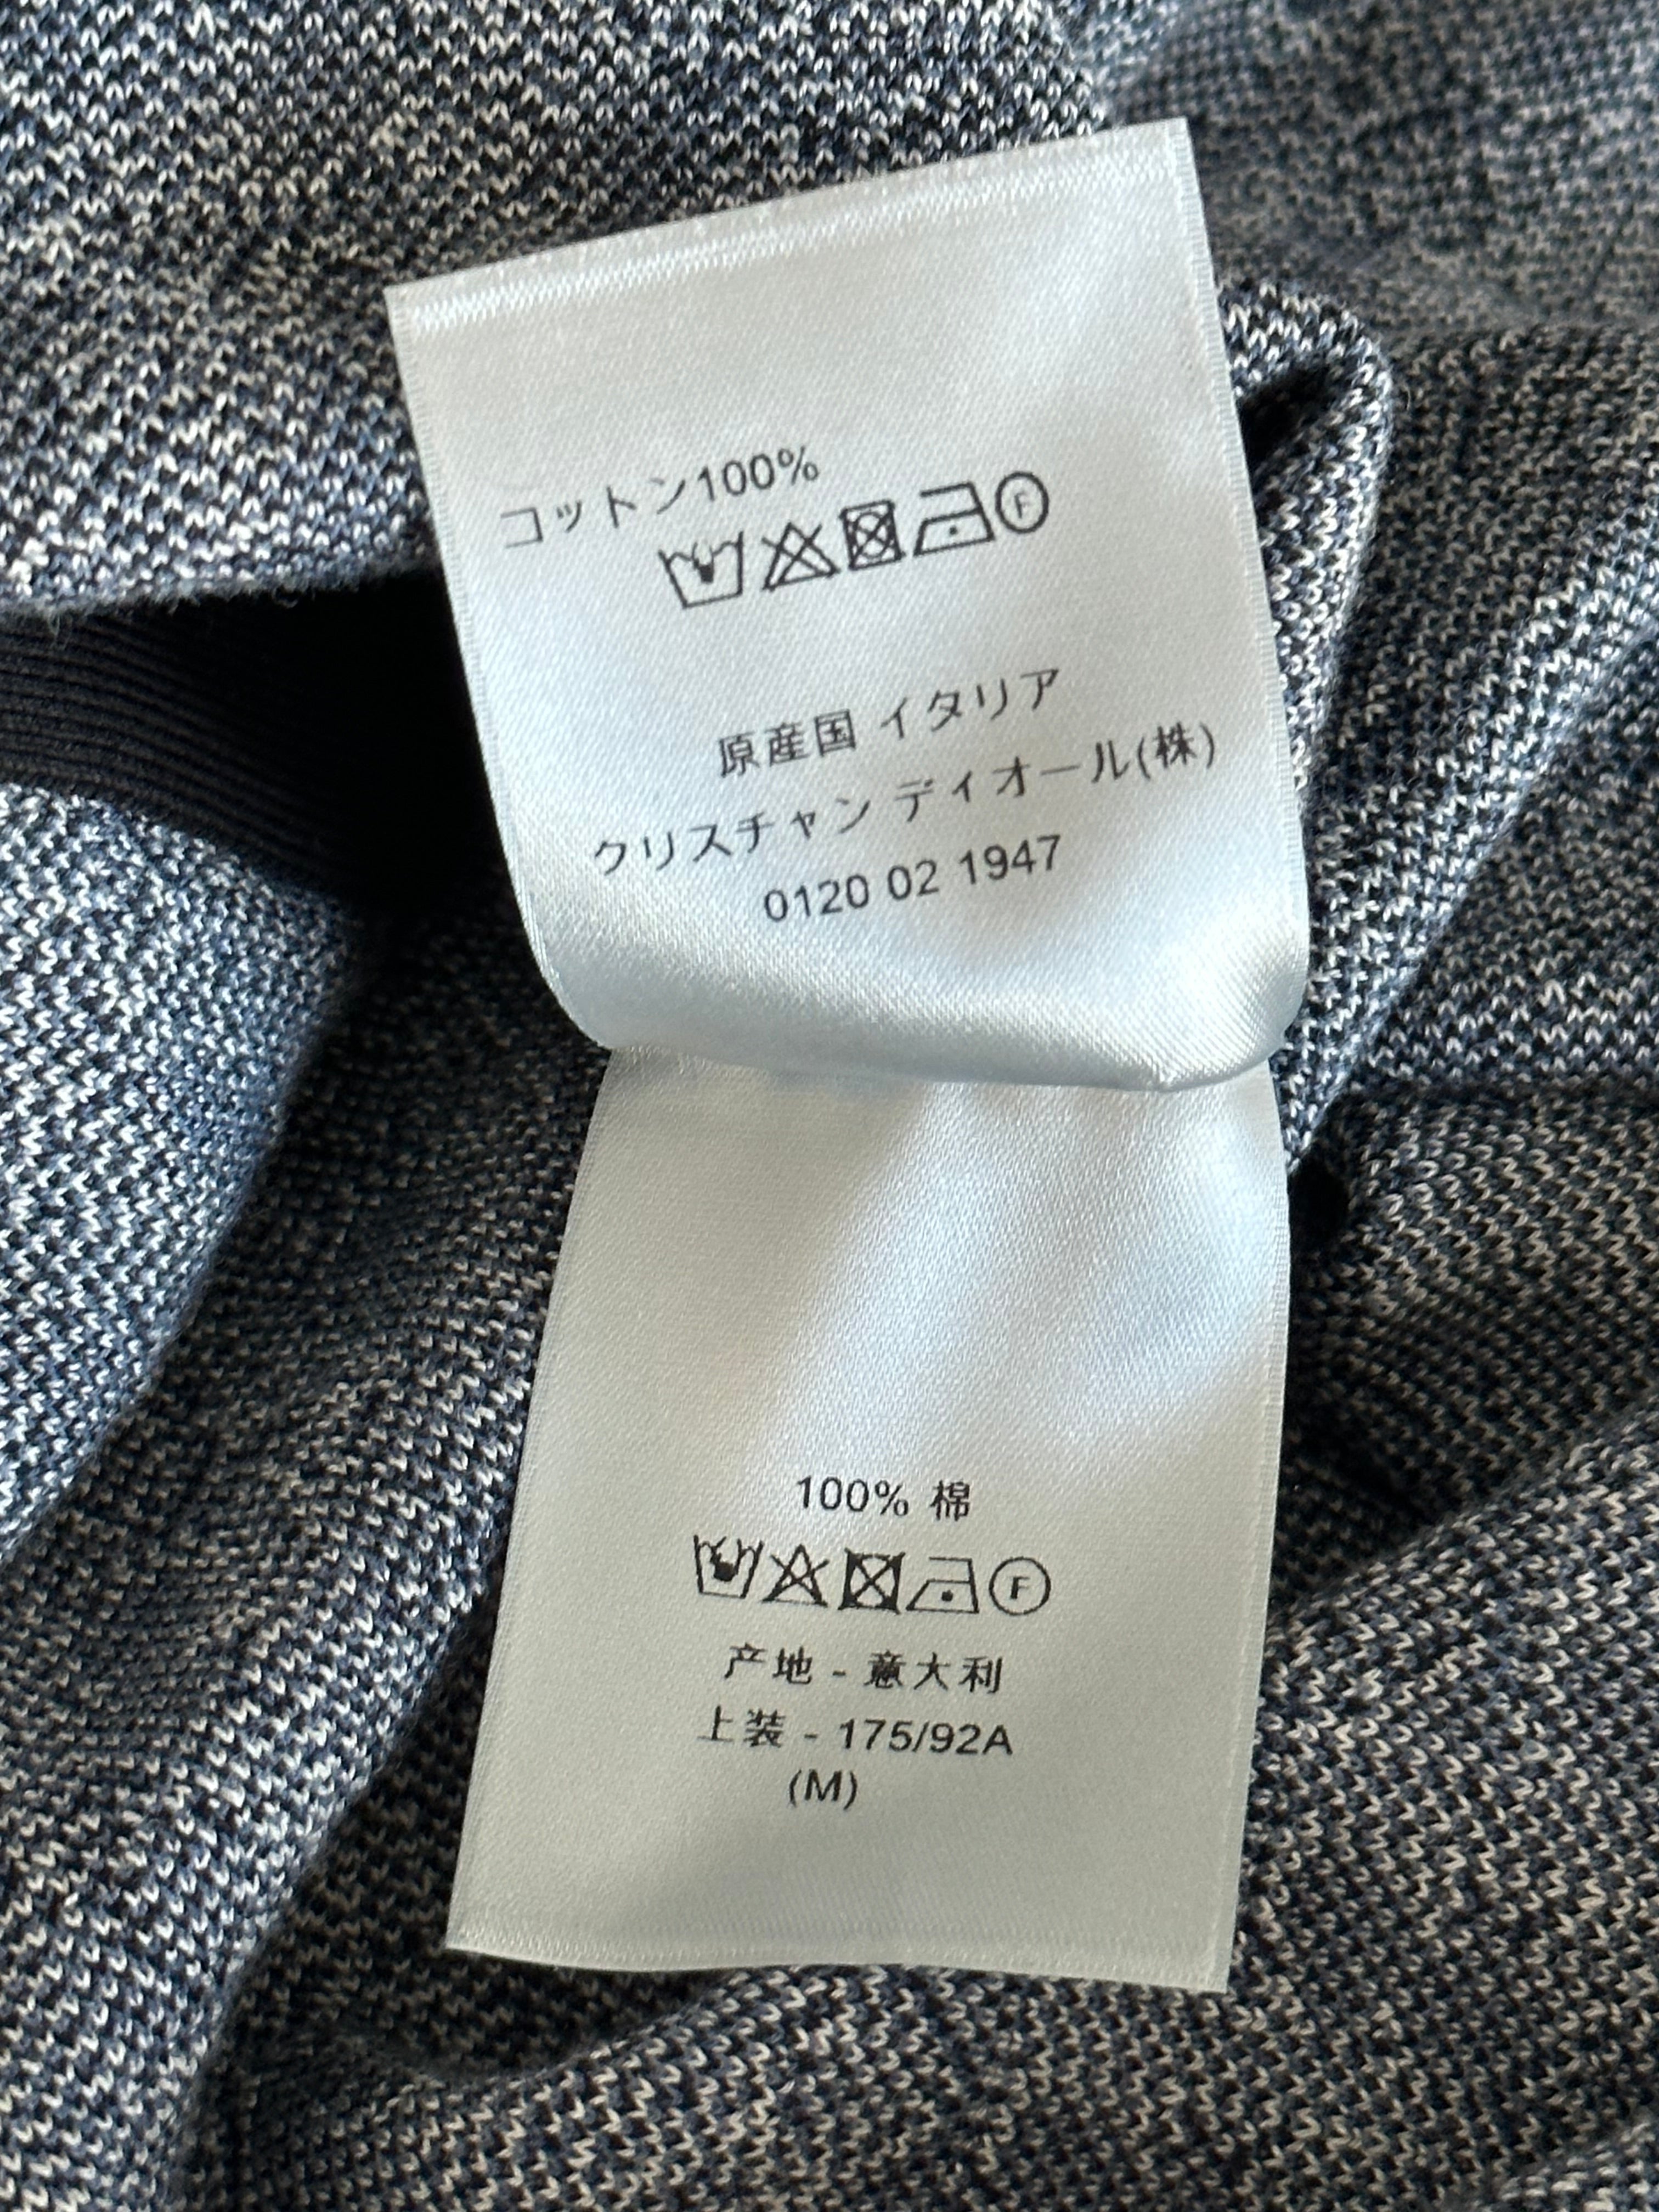 コットン100%
F
原産国 イタリア
クリスチャン ディオール(株)
0120 02 1947
100% 棉
F
产地 - 意大利
上装 - 175/92A
(M)